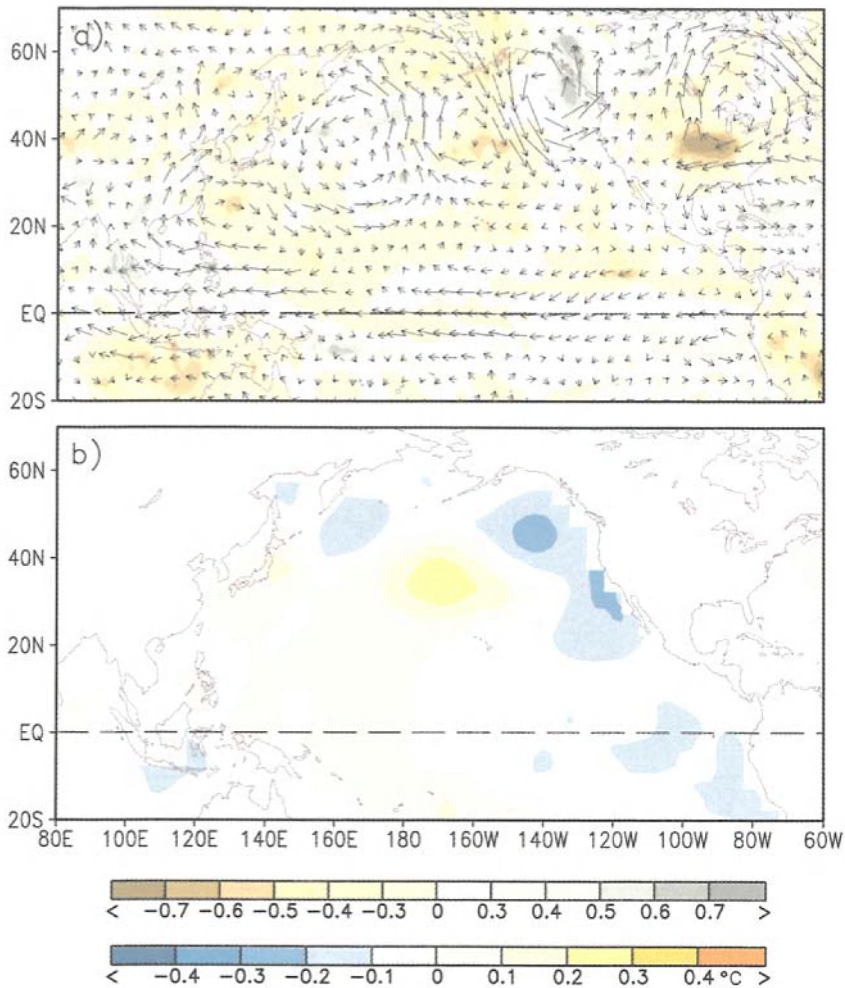 a)
60N
40N
20N
EQ
20S
b)
60N
40N
20N
EQ
20S
80E 100E 120E 140E 160E 180 160W 140W 120W 100W 80W 60W
< −0.7 −0.6 −0.5 −0.4 −0.3 0 0.3 0.4 0.5 0.6 0.7 >
< −0.4 −0.3 −0.2 −0.1 0 0.1 0.2 0.3 0.4 °C >